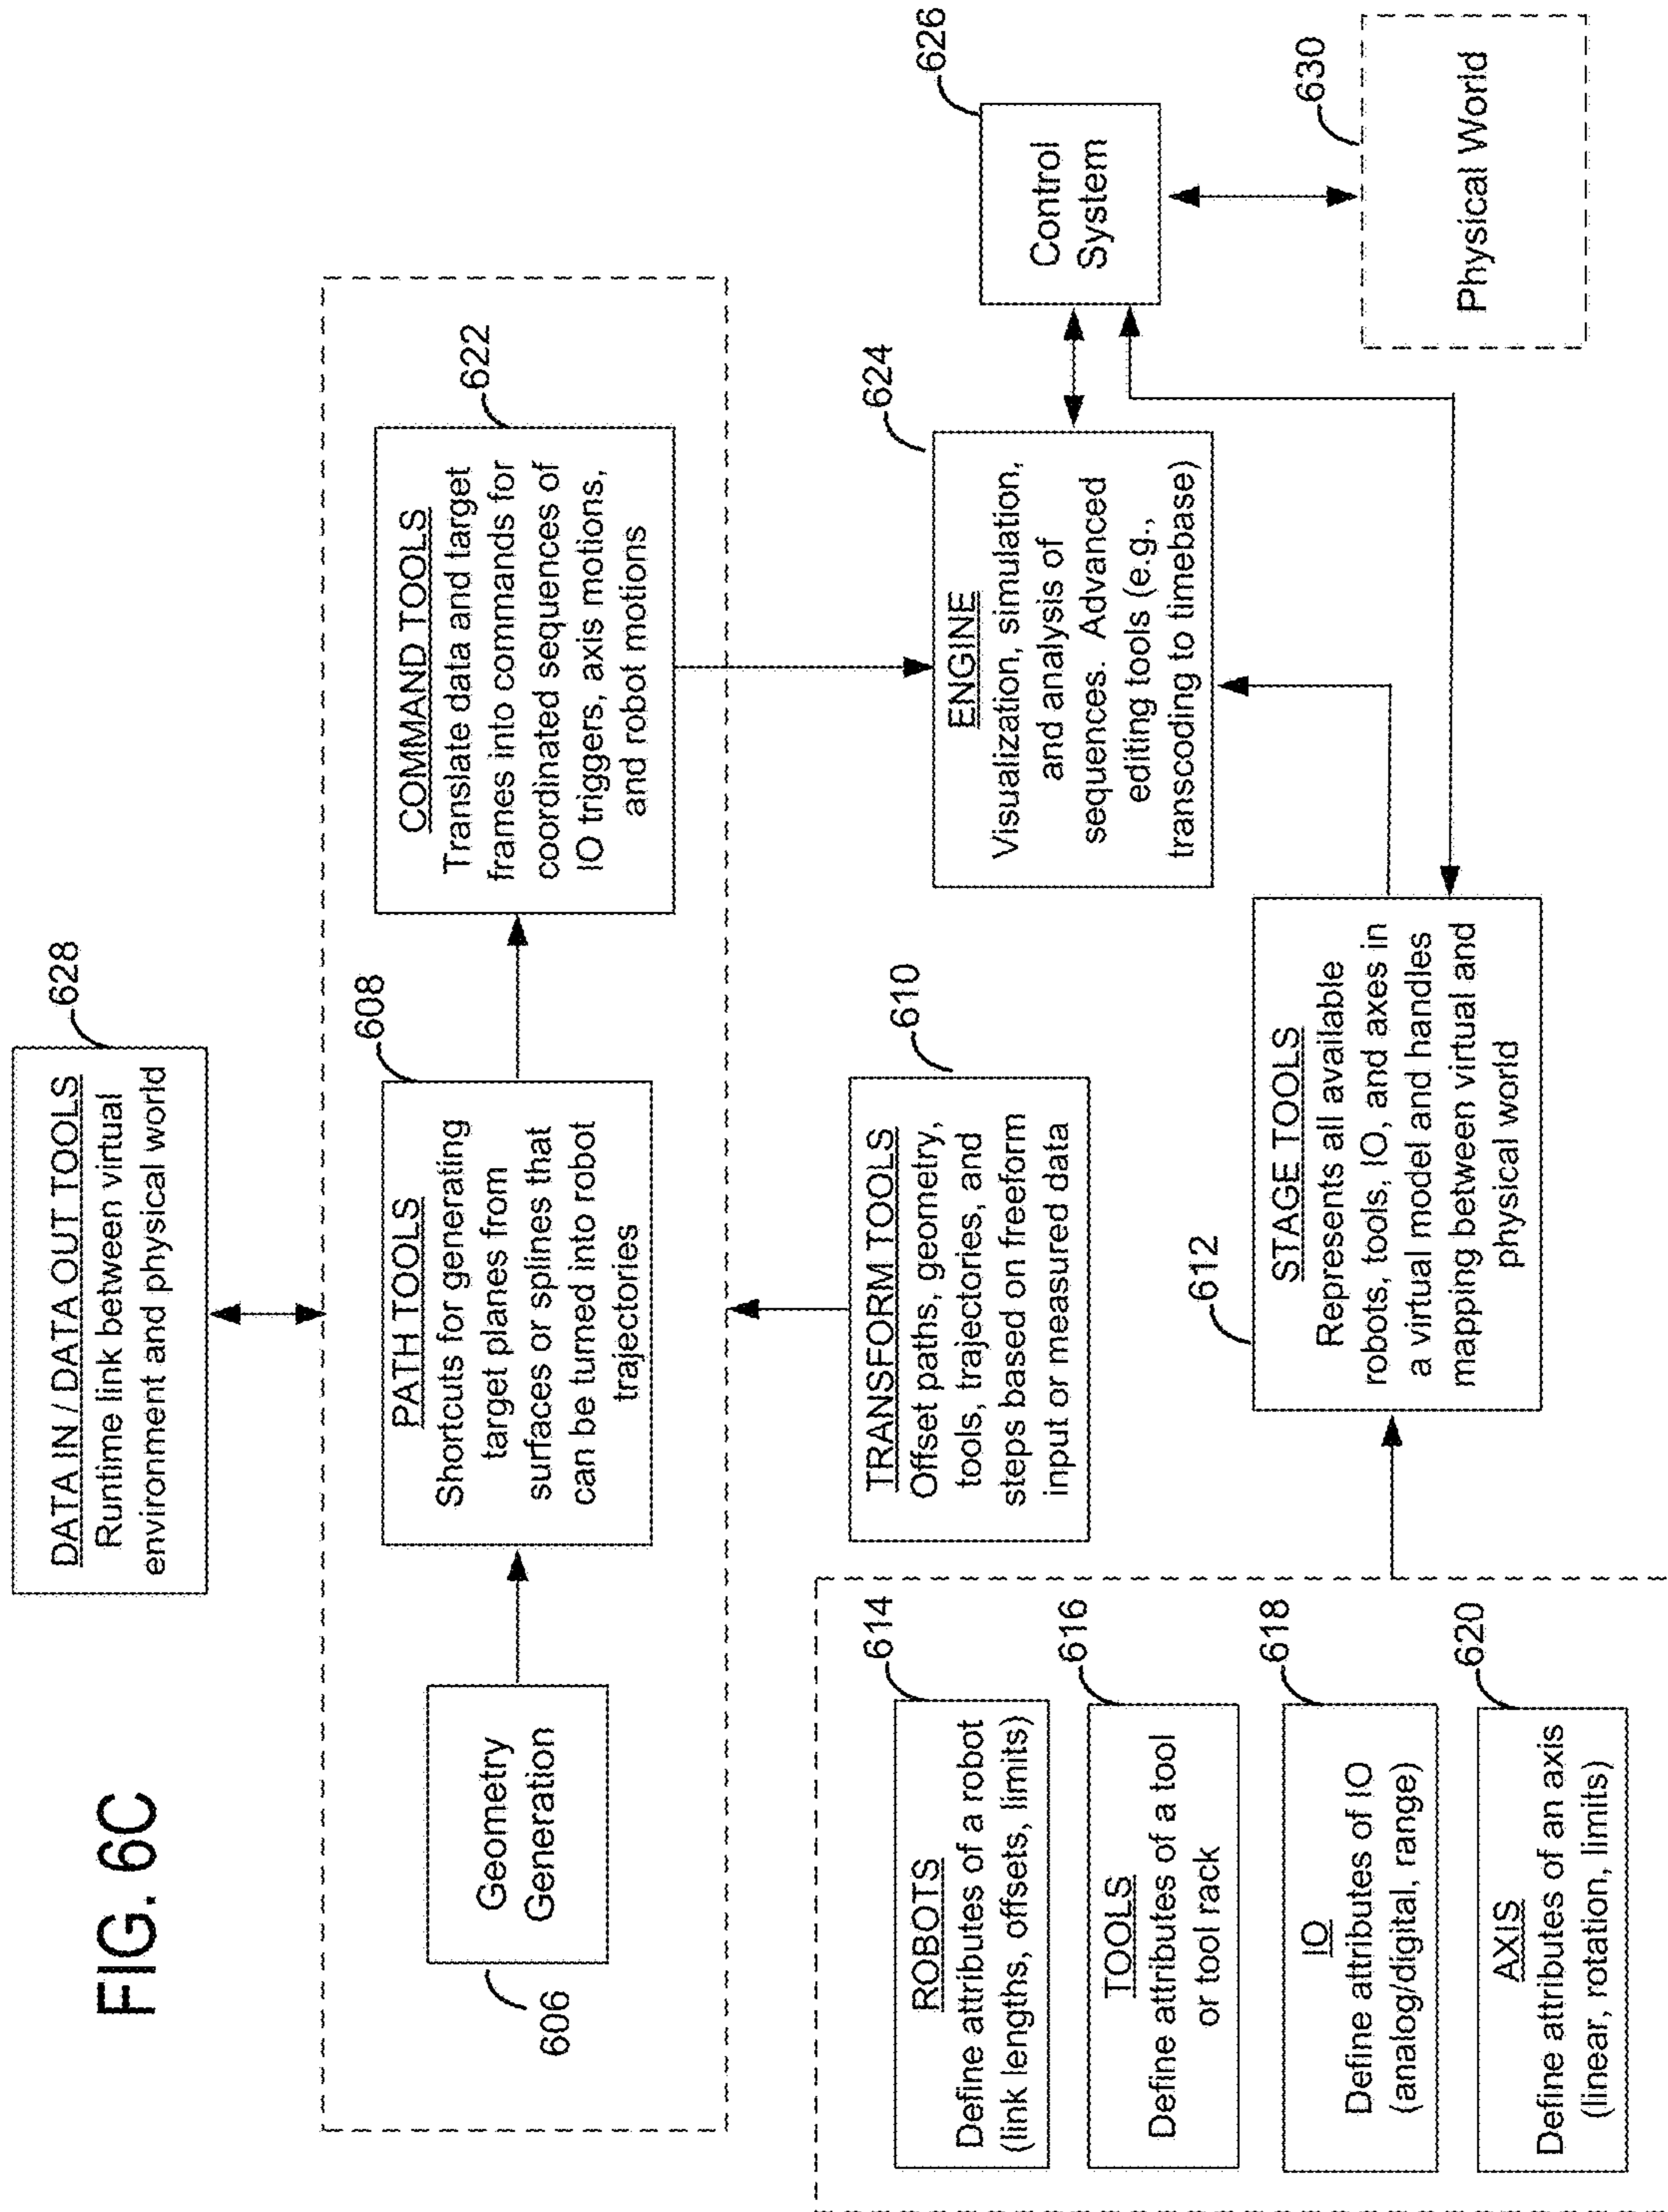 FIG. 6C
628
DATA IN / DATA OUT TOOLS
Runtime link between virtual
environment and physical world
606
Geometry
Generation
608
PATH TOOLS
Shortcuts for generating
target planes from
surfaces or splines that
can be turned into robot
trajectories
622
COMMAND TOOLS
Translate data and target
frames into commands for
coordinated sequences of
IO triggers, axis motions,
and robot motions
610
TRANSFORM TOOLS
Offset paths, geometry,
tools, trajectories, and
steps based on freeform
input or measured data
624
ENGINE
Visualization, simulation,
and analysis of
sequences. Advanced
editing tools (e.g.,
transcoding to timebase)
626
Control
System
614
ROBOTS
Define attributes of a robot
(link lengths, offsets, limits)
616
TOOLS
Define attributes of a tool
or tool rack
618
IO
Define attributes of IO
(analog/digital, range)
620
AXIS
Define attributes of an axis
(linear, rotation, limits)
612
STAGE TOOLS
Represents all available
robots, tools, IO, and axes in
a virtual model and handles
mapping between virtual and
physical world
630
Physical World